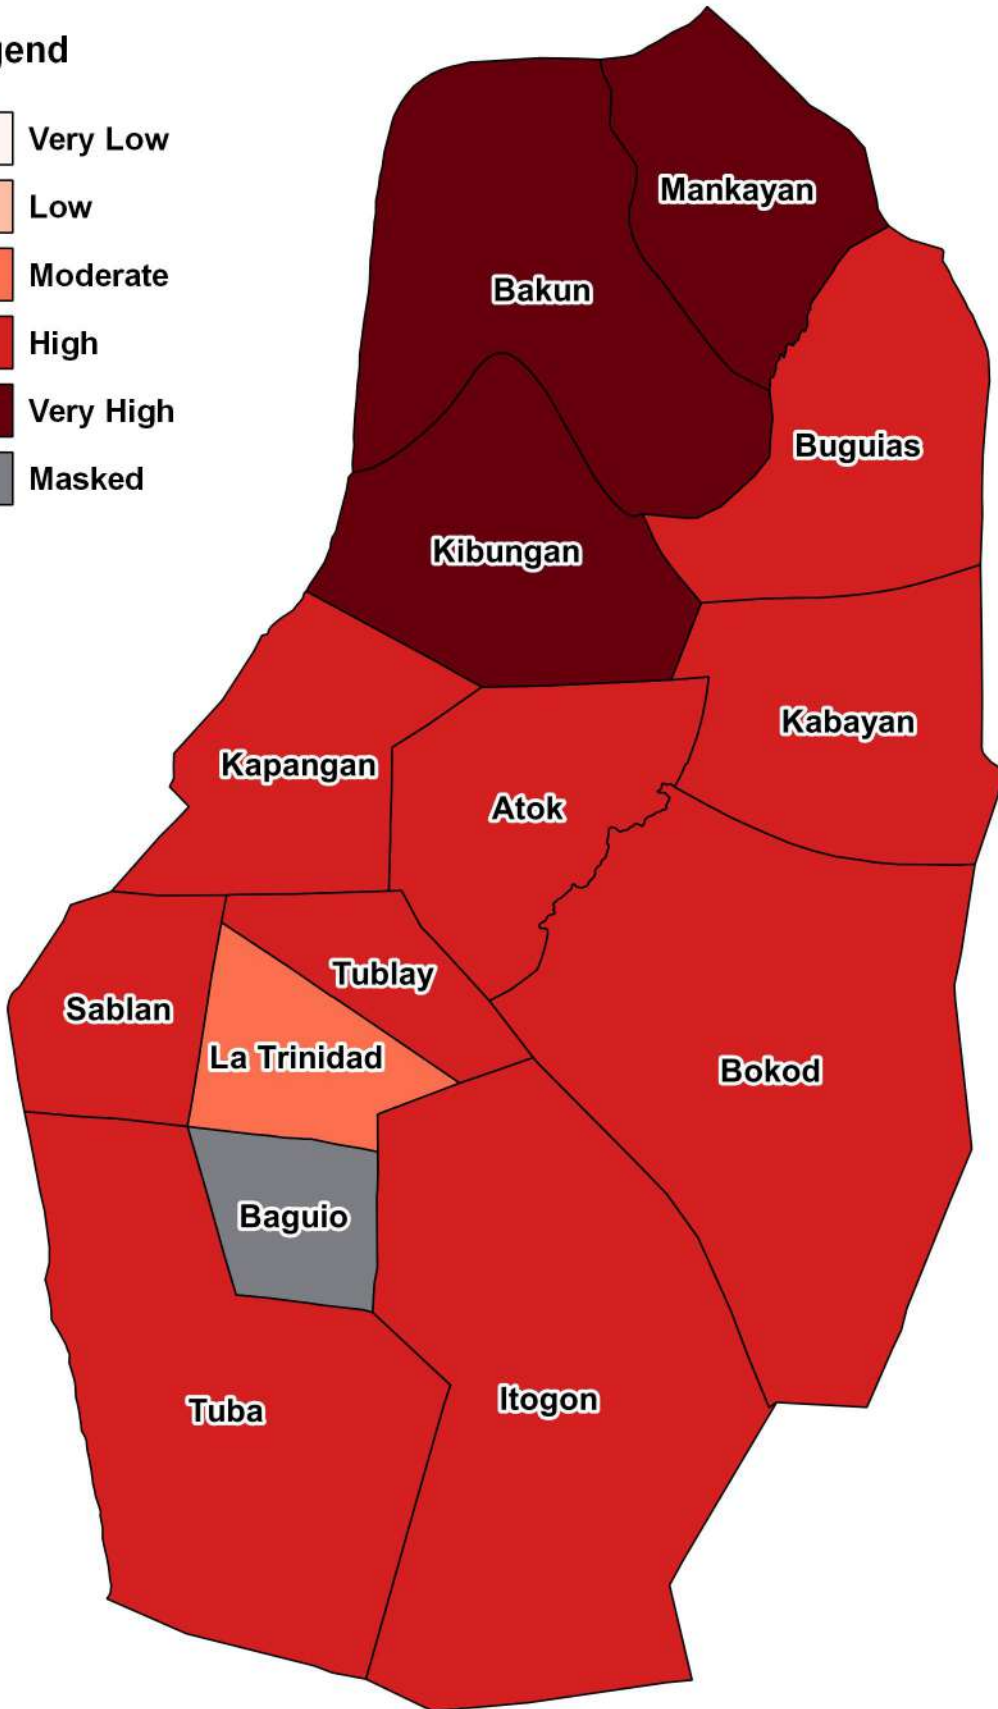 gend
Very Low
Low
Moderate
High
Very High
Masked
Mankayan
Bakun
Buguias
Kibungan
Kabayan
Kapangan
Atok
Tublay
Sablan
La Trinidad
Bokod
Baguio
Itogon
Tuba